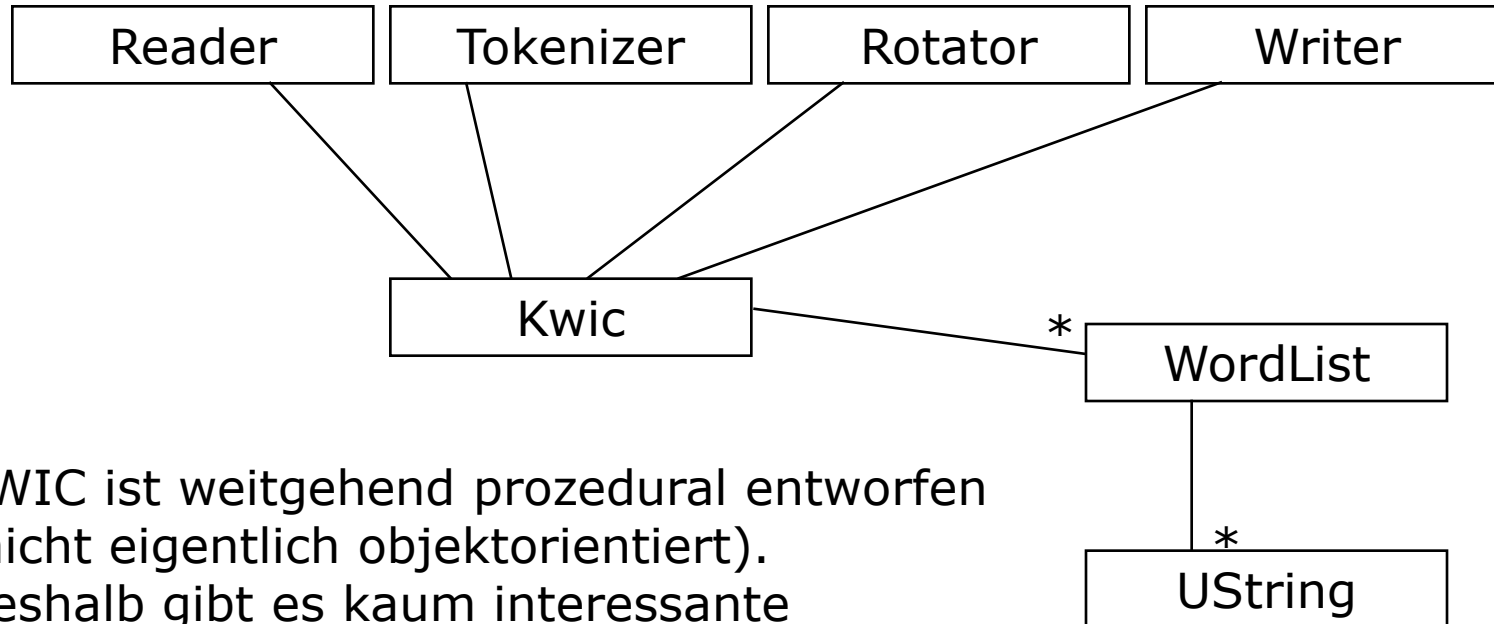 Reader Tokenizer Rotator Writer
Kwic
*
WordList
WIC ist weitgehend prozedural entworfen
nicht eigentlich objektorientiert).
eshalb gibt es kaum interessante
*
UString